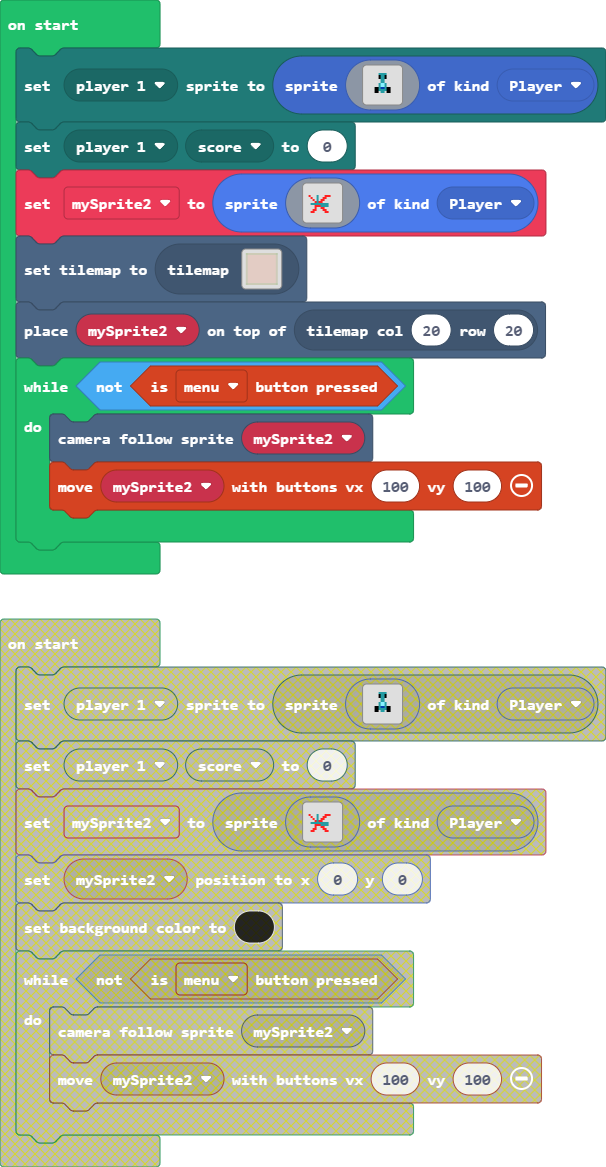 on start
set player 1 sprite to sprite of kind Player
set player 1 score to 0
set mySprite2 to sprite of kind Player
set tilemap to tilemap
place mySprite2 on top of tilemap col 20 row 20
while not is menu button pressed
do
camera follow sprite mySprite2
move mySprite2 with buttons vx 100 vy 100
on start
set player 1 sprite to sprite of kind Player
set player 1 score to 0
set mySprite2 to sprite of kind Player
set mySprite2 position to x 0 y 0
set background color to
while not is menu button pressed
do
camera follow sprite mySprite2
move mySprite2 with buttons vx 100 vy 100